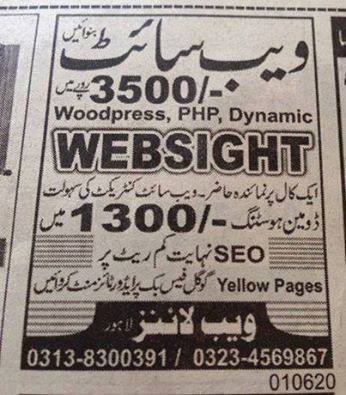 ویب سائٹ بنوائیں
3500/- روپے میں
Woodpress, PHP, Dynamic
WEBSIGHT
ایک کال پر نمائندہ حاضر۔ ویب سائٹ کنٹریکٹ کی سہولت
ڈومین ہوسٹنگ 1300/- میں
SEO نہایت کم ریٹ پر
Yellow Pages گوگل فیس بک پر ایڈورٹائزمنٹ کروائیں
ویب لائنز لاہور
0313-8300391 / 0323-4569867
010620